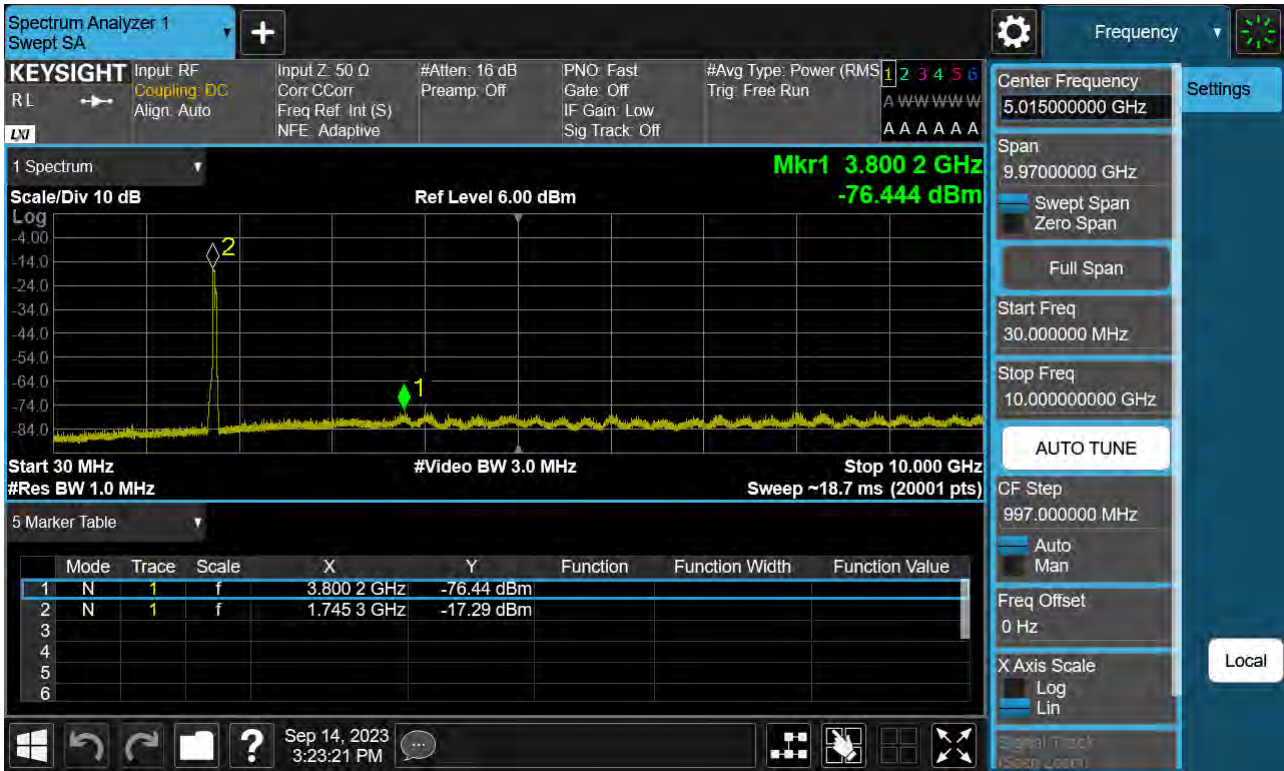 Spectrum Analyzer 1
Swept SA
+
Frequency
KEYSIGHT
RL
LXI
Input: RF
Coupling: DC
Align: Auto
Input Z: 50 Ω
Corr CCorr
Freq Ref: Int (S)
NFE: Adaptive
#Atten: 16 dB
Preamp: Off
PNO: Fast
Gate: Off
IF Gain: Low
Sig Track: Off
#Avg Type: Power (RMS
Trig: Free Run
1 2 3 4 5 6
A W W W W W
A A A A A A
1 Spectrum
Mkr1 3.800 2 GHz
-76.444 dBm
Scale/Div 10 dB
Ref Level 6.00 dBm
Log
-4.00
-14.0
-24.0
-34.0
-44.0
-54.0
-64.0
-74.0
-84.0
2
1
Start 30 MHz
#Video BW 3.0 MHz
Stop 10.000 GHz
#Res BW 1.0 MHz
Sweep ~18.7 ms (20001 pts)
5 Marker Table
Mode Trace Scale X Y Function Function Width Function Value
1 N 1 f 3.800 2 GHz -76.44 dBm
2 N 1 f 1.745 3 GHz -17.29 dBm
3
4
5
6
Sep 14, 2023
3:23:21 PM
?
Center Frequency
5.015000000 GHz
Settings
Span
9.97000000 GHz
Swept Span
Zero Span
Full Span
Start Freq
30.000000 MHz
Stop Freq
10.000000000 GHz
AUTO TUNE
CF Step
997.000000 MHz
Auto
Man
Freq Offset
0 Hz
X Axis Scale
Log
Lin
Local
Signal Track
(Span Zoom)